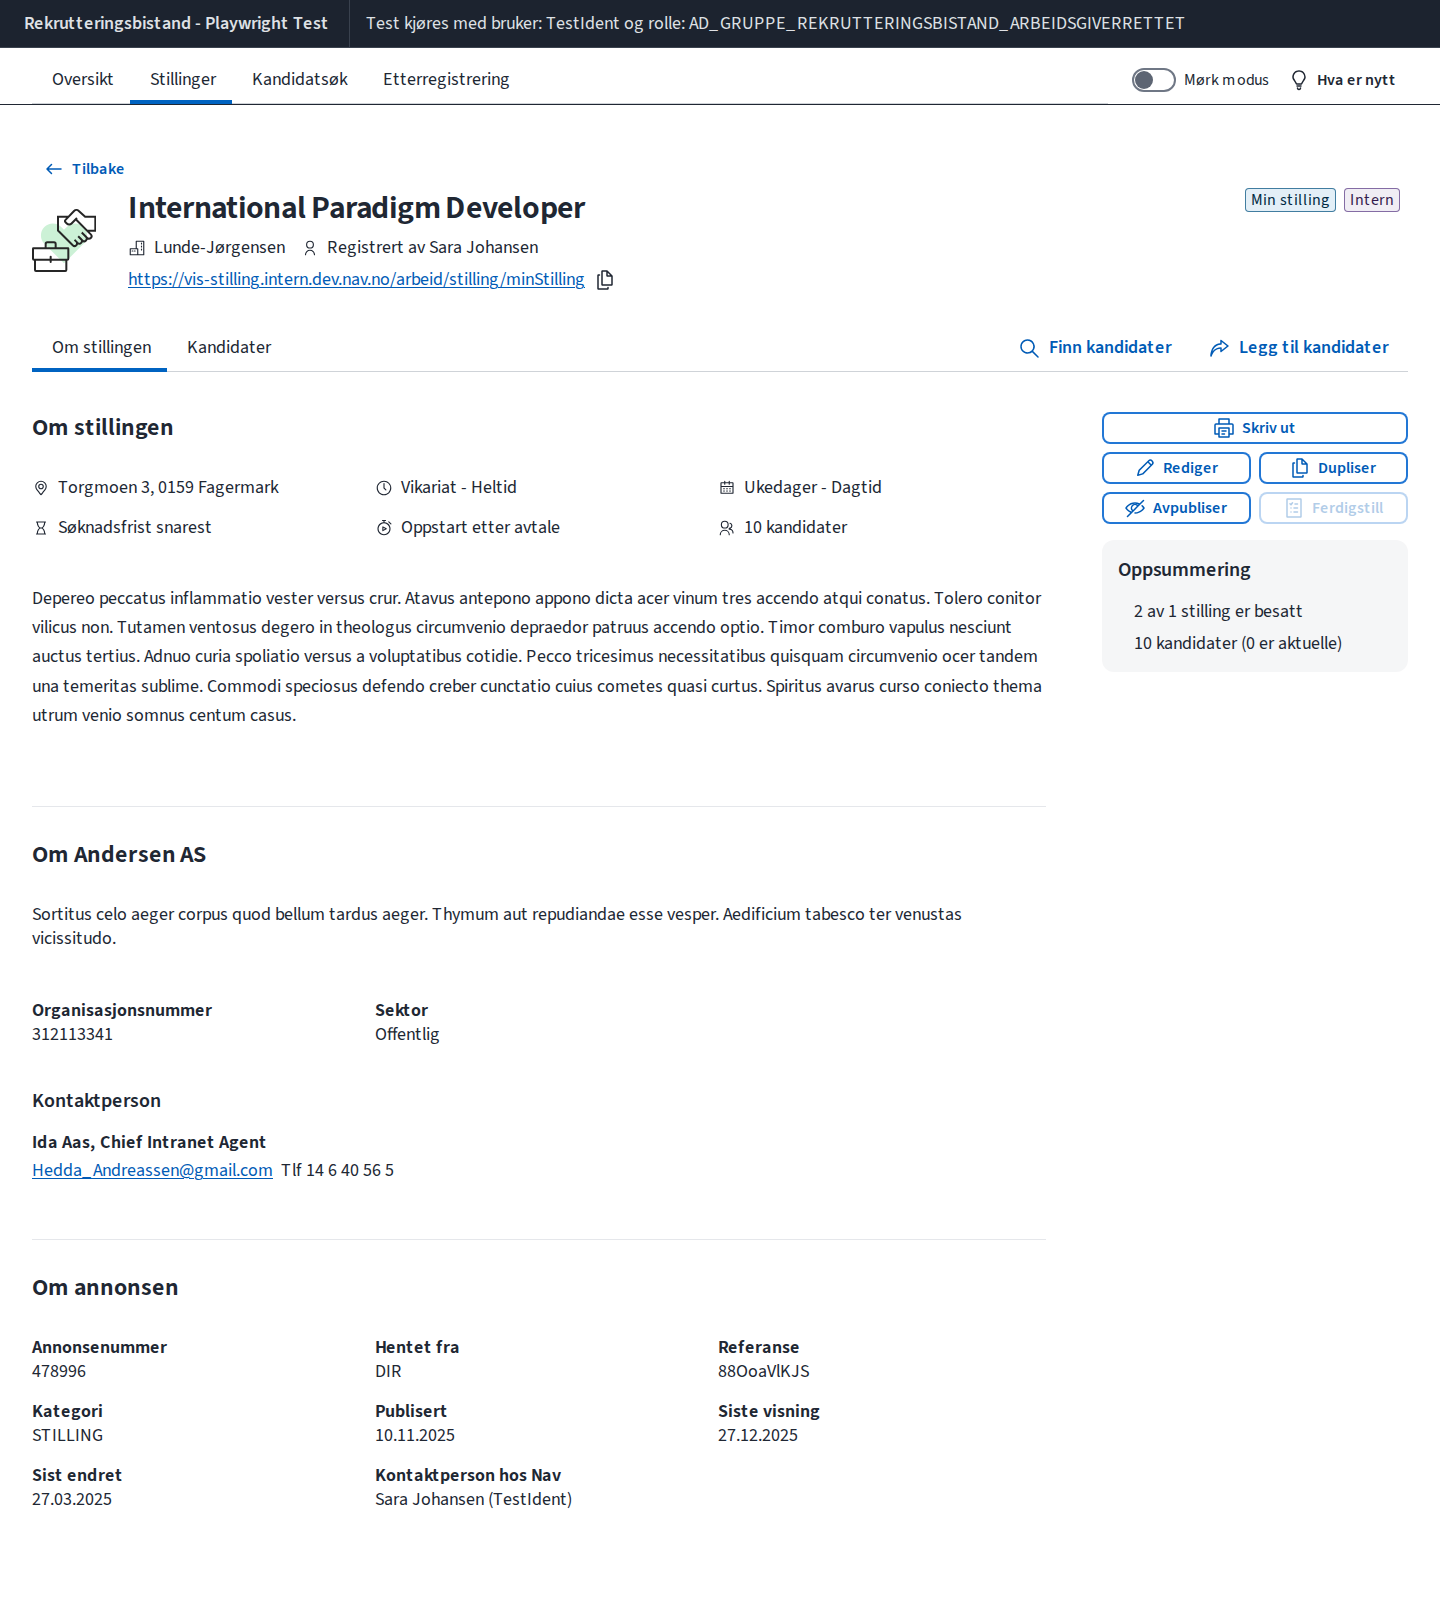 Rekrutteringsbistand - Playwright Test
Test kjøres med bruker: TestIdent og rolle: AD_GRUPPE_REKRUTTERINGSBISTAND_ARBEIDSGIVERRETTET
Oversikt
Stillinger
Kandidatsøk
Etterregistrering
Mørk modus
Hva er nytt
Tilbake
International Paradigm Developer
Min stilling
Intern
Lunde-Jørgensen
Registrert av Sara Johansen
https://vis-stilling.intern.dev.nav.no/arbeid/stilling/minStilling
Om stillingen
Kandidater
Finn kandidater
Legg til kandidater
Om stillingen
Torgmoen 3, 0159 Fagermark
Vikariat - Heltid
Ukedager - Dagtid
Søknadsfrist snarest
Oppstart etter avtale
10 kandidater
Depereo peccatus inflammatio vester versus crur. Atavus antepono appono dicta acer vinum tres accendo atqui conatus. Tolero conitor
vilicus non. Tutamen ventosus degero in theologus circumvenio depraedor patruus accendo optio. Timor comburo vapulus nesciunt
auctus tertius. Adnuo curia spoliatio versus a voluptatibus cotidie. Pecco tricesimus necessitatibus quisquam circumvenio ocer tandem
una temeritas sublime. Commodi speciosus defendo creber cunctatio cuius cometes quasi curtus. Spiritus avarus curso coniecto thema
utrum venio somnus centum casus.
Skriv ut
Rediger
Dupliser
Avpubliser
Ferdigstill
Oppsummering
2 av 1 stilling er besatt
10 kandidater (0 er aktuelle)
Om Andersen AS
Sortitus celo aeger corpus quod bellum tardus aeger. Thymum aut repudiandae esse vesper. Aedificium tabesco ter venustas
vicissitudo.
Organisasjonsnummer
312113341
Sektor
Offentlig
Kontaktperson
Ida Aas, Chief Intranet Agent
Hedda_Andreassen@gmail.com Tlf 14 6 40 56 5
Om annonsen
Annonsenummer
478996
Hentet fra
DIR
Referanse
88OoaVlKJS
Kategori
STILLING
Publisert
10.11.2025
Siste visning
27.12.2025
Sist endret
27.03.2025
Kontaktperson hos Nav
Sara Johansen (TestIdent)